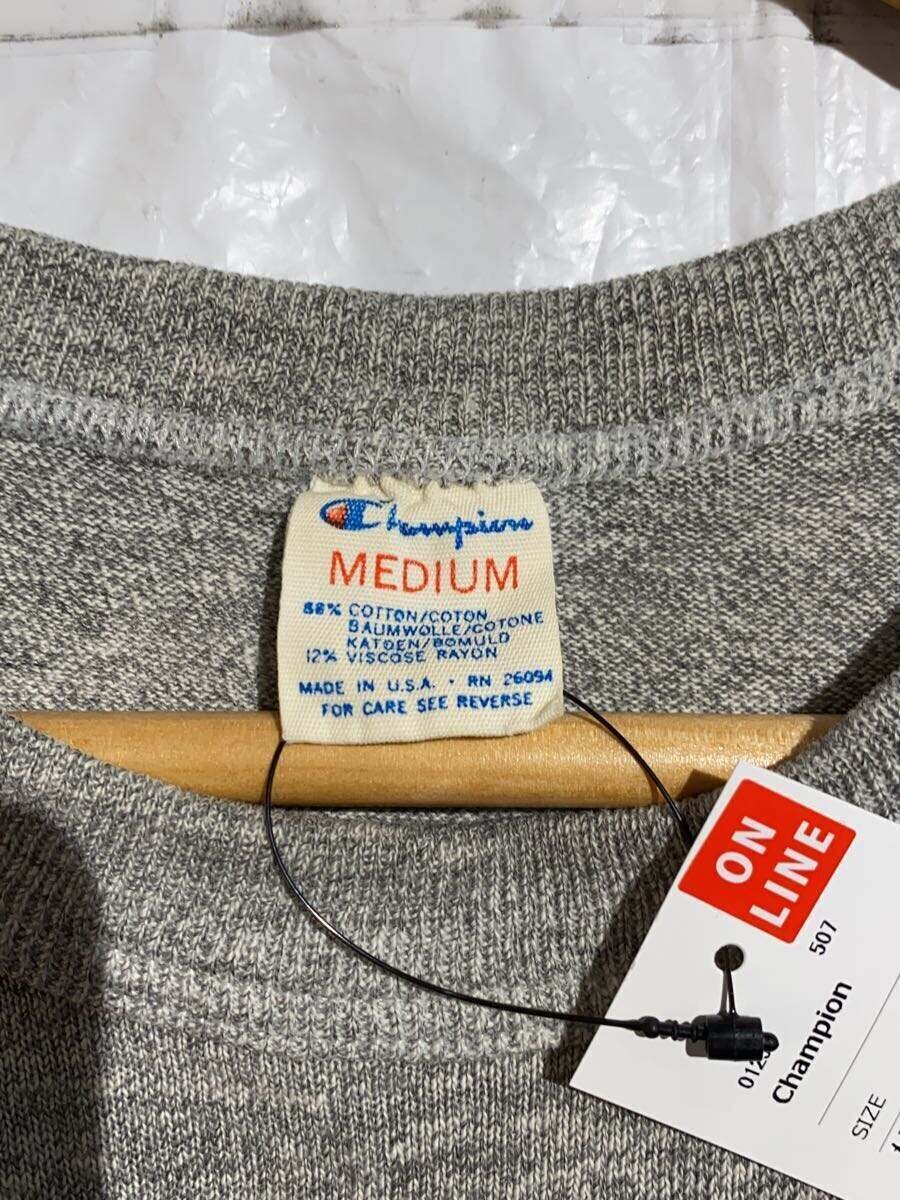 Champion
MEDIUM
88% COTTON/COTON
BAUMWOLLE/COTONE
KATOEN/BOMULD
12% VISCOSE RAYON
MADE IN U.S.A. · RN 26094
FOR CARE SEE REVERSE
ON
LINE
507
Champion
SIZE